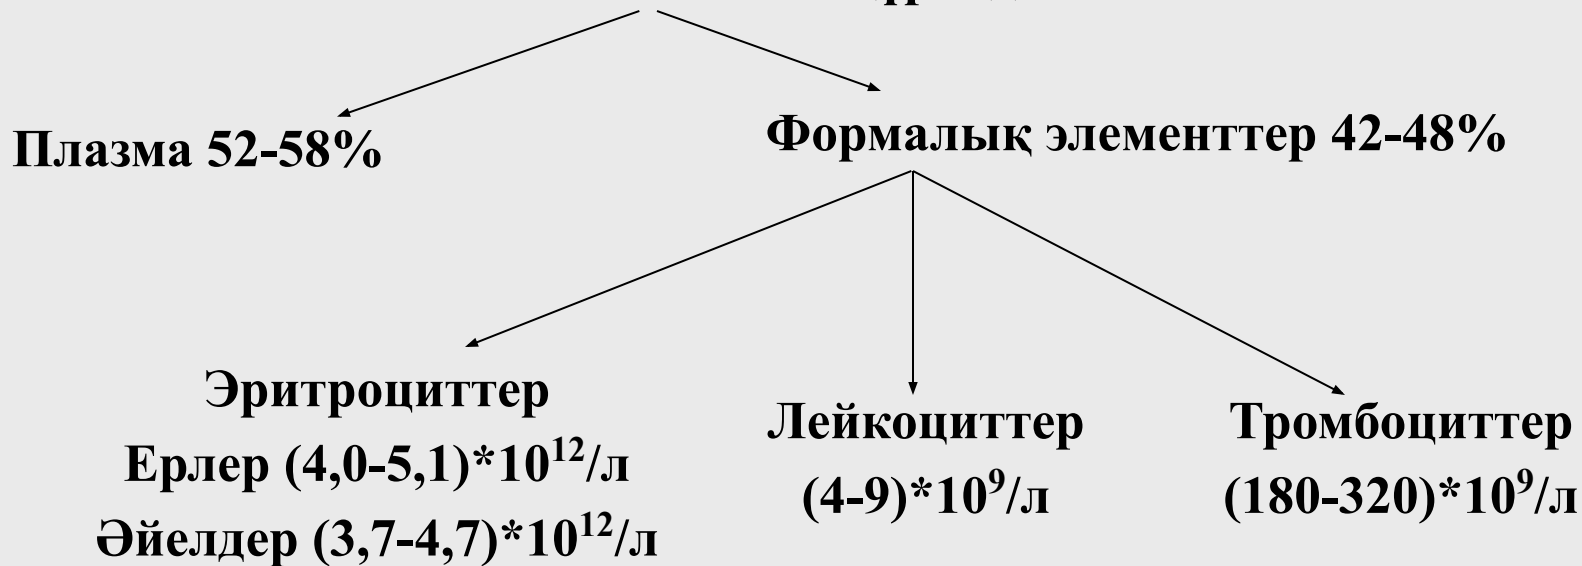 Плазма 52-58%
Формалық элементтер 42-48%
Эритроциттер
Ерлер (4,0-5,1)*10¹²/л
Әйелдер (3,7-4,7)*10¹²/л
Лейкоциттер
(4-9)*10⁹/л
Тромбоциттер
(180-320)*10⁹/л